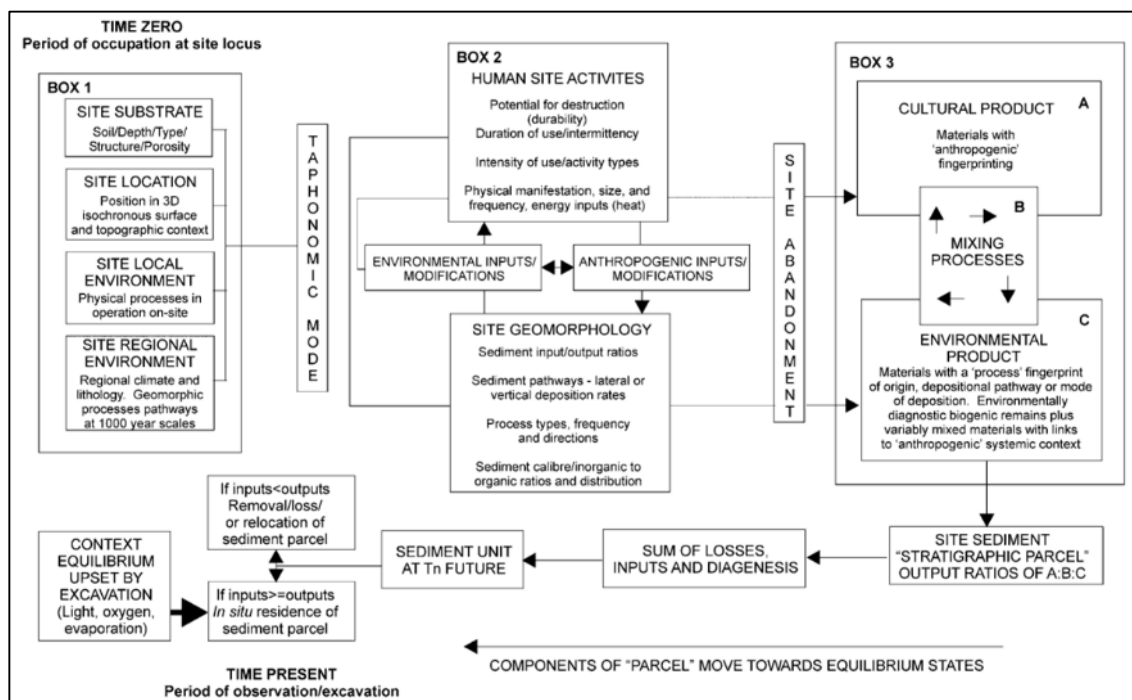 TIME ZERO
Period of occupation at site locus
BOX 1
SITE SUBSTRATE
Soil/Depth/Type/
Structure/Porosity
SITE LOCATION
Position in 3D
isochronous surface
and topographic context
SITE LOCAL
ENVIRONMENT
Physical processes in
operation on-site
SITE REGIONAL
ENVIRONMENT
Regional climate and
lithology. Geomorphic
processes pathways
at 1000 year scales
TAPHONOMIC MODE
BOX 2
HUMAN SITE ACTIVITES
Potential for destruction
(durability)
Duration of use/intermittency
Intensity of use/activity types
Physical manifestation, size, and
frequency, energy inputs (heat)
ENVIRONMENTAL INPUTS/
MODIFICATIONS
ANTHROPOGENIC INPUTS/
MODIFICATIONS
SITE GEOMORPHOLOGY
Sediment input/output ratios
Sediment pathways - lateral or
vertical deposition rates
Process types, frequency
and directions
Sediment calibre/inorganic to
organic ratios and distribution
SITE ABANDONMENT
BOX 3
A
CULTURAL PRODUCT
Materials with
'anthropogenic'
fingerprinting
B
MIXING
PROCESSES
C
ENVIRONMENTAL
PRODUCT
Materials with a 'process' fingerprint
of origin, depositional pathway or mode
of deposition. Environmentally
diagnostic biogenic remains plus
variably mixed materials with links
to 'anthropogenic' systemic context
SITE SEDIMENT
"STRATIGRAPHIC PARCEL"
OUTPUT RATIOS OF A:B:C
SUM OF LOSSES,
INPUTS AND DIAGENESIS
SEDIMENT UNIT
AT Tn FUTURE
If inputs<outputs
Removal/loss/
or relocation of
sediment parcel
If inputs>=outputs
In situ residence of
sediment parcel
CONTEXT
EQUILIBRIUM
UPSET BY
EXCAVATION
(Light, oxygen,
evaporation)
COMPONENTS OF "PARCEL" MOVE TOWARDS EQUILIBRIUM STATES
TIME PRESENT
Period of observation/excavation